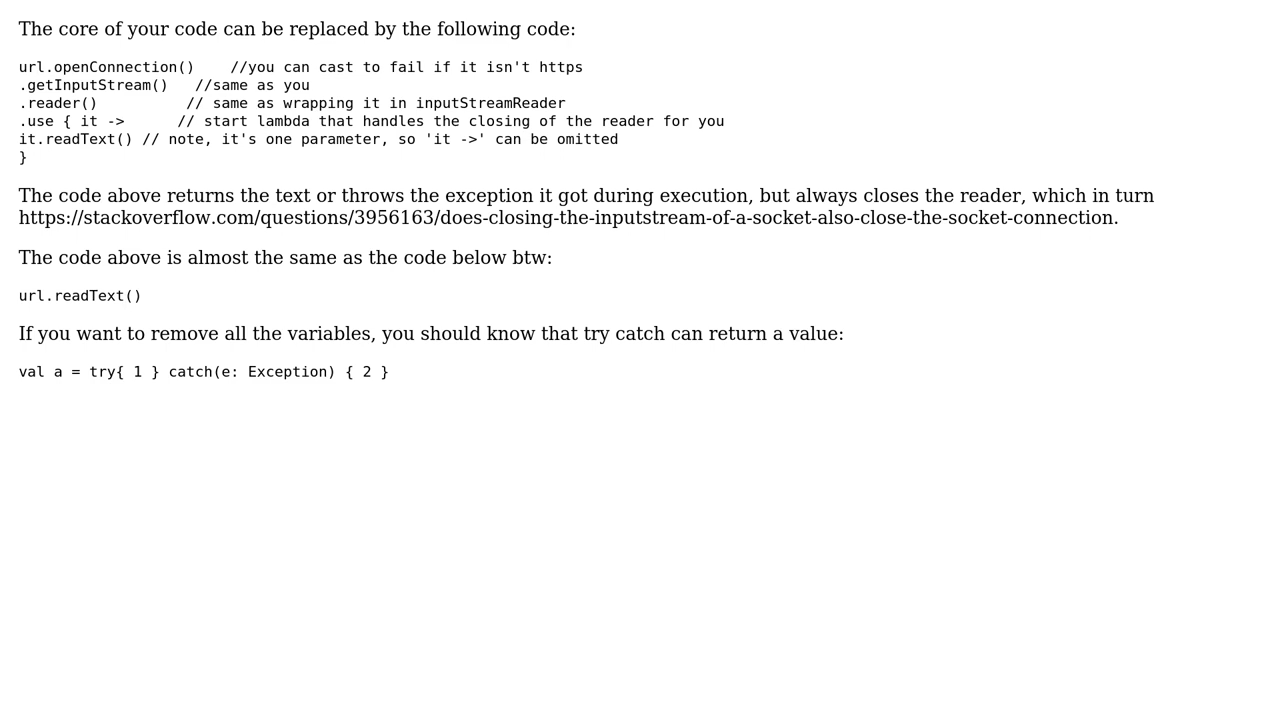 The core of your code can be replaced by the following code:
url.openConnection()    //you can cast to fail if it isn't https
.getInputStream()   //same as you
.reader()          // same as wrapping it in inputStreamReader
.use { it ->      // start lambda that handles the closing of the reader for you
it.readText() // note, it's one parameter, so 'it ->' can be omitted
}
The code above returns the text or throws the exception it got during execution, but always closes the reader, which in turn
https://stackoverflow.com/questions/3956163/does-closing-the-inputstream-of-a-socket-also-close-the-socket-connection.
The code above is almost the same as the code below btw:
url.readText()
If you want to remove all the variables, you should know that try catch can return a value:
val a = try{ 1 } catch(e: Exception) { 2 }